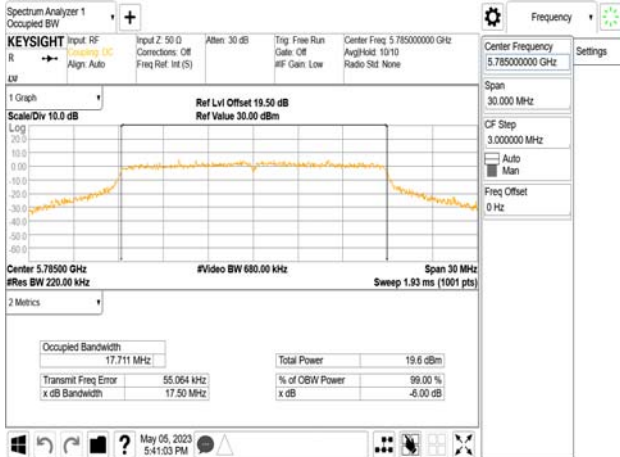 Spectrum Analyzer 1
Occupied BW
+
Frequency
KEYSIGHT
R
Input: RF
Coupling: DC
Align: Auto
Input Z: 50 Ω
Corrections: Off
Freq Ref: Int (S)
Atten: 30 dB
Trig: Free Run
Gate: Off
#IF Gain: Low
Center Freq: 5.785000000 GHz
Avg|Hold: 10/10
Radio Std: None
Center Frequency
5.785000000 GHz
Settings
Span
30.000 MHz
CF Step
3.000000 MHz
Auto
Man
Freq Offset
0 Hz
1 Graph
Scale/Div 10.0 dB
Ref Lvl Offset 19.50 dB
Ref Value 30.00 dBm
Log
20.0
10.0
0.00
-10.0
-20.0
-30.0
-40.0
-50.0
-60.0
Center 5.78500 GHz
#Res BW 220.00 kHz
#Video BW 680.00 kHz
Span 30 MHz
Sweep 1.93 ms (1001 pts)
2 Metrics
Occupied Bandwidth
17.711 MHz
Total Power 19.6 dBm
Transmit Freq Error 55.064 kHz
% of OBW Power 99.00 %
x dB Bandwidth 17.50 MHz
x dB -6.00 dB
?
May 05, 2023
5:41:03 PM